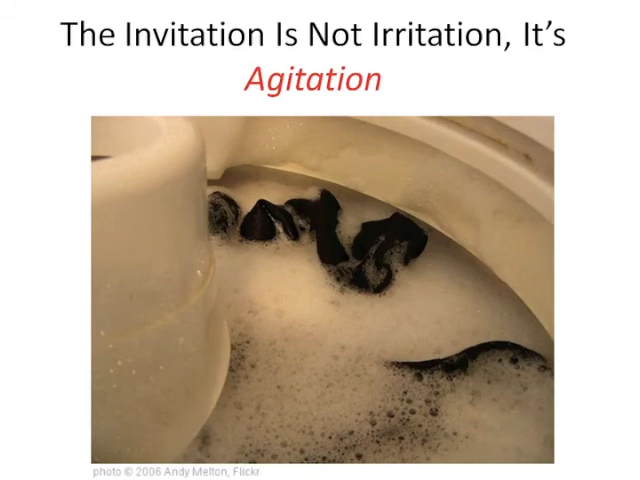 The Invitation Is Not Irritation, It’s
Agitation
photo © 2006 Andy Melton, Flickr